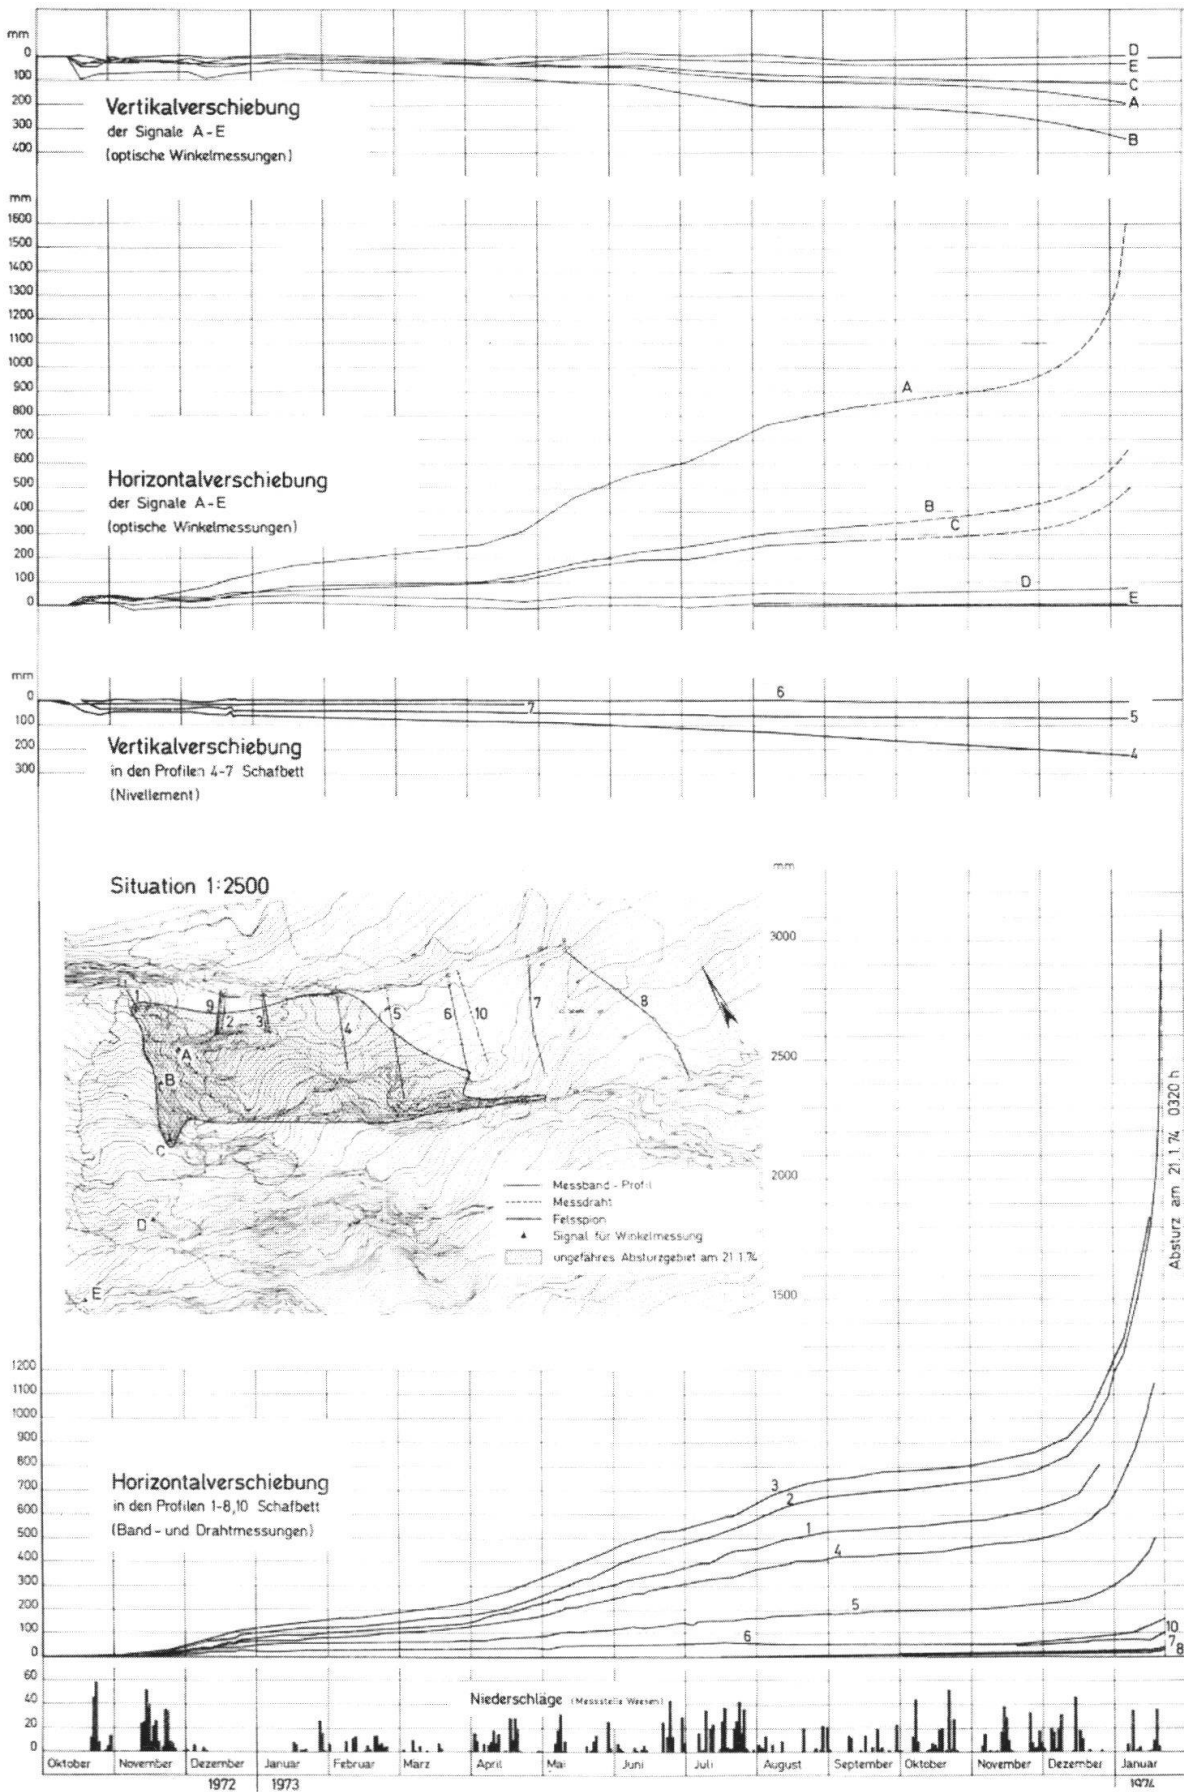 mm
0
100
200
300
400
D
E
C
A
B
Vertikalverschiebung
der Signale A-E
(optische Winkelmessungen)
mm
1600
1500
1400
1300
1200
1100
1000
900
800
700
600
500
400
300
200
100
0
A
B
C
D
E
Horizontalverschiebung
der Signale A-E
(optische Winkelmessungen)
mm
0
100
200
300
6
7
5
4
Vertikalverschiebung
in den Profilen 4-7 Schafbett
(Nivellement)
Situation 1:2500
9
2
3
4
5
6
10
7
8
A
B
C
D
E
Messband-Profil
Messdraht
Felsspion
Signal für Winkelmessung
ungefähres Absturzgebiet am 21.1.74
mm
3000
2500
2000
1500
Absturz am 21.1.74 0320 h
1200
1100
1000
900
800
700
600
500
400
300
200
100
0
Horizontalverschiebung
in den Profilen 1-8,10 Schafbett
(Band- und Drahtmessungen)
3
2
1
4
5
6
10
7
8
60
40
20
0
Niederschläge (Messstelle Weesen)
Oktober November Dezember Januar Februar März April Mai Juni Juli August September Oktober November Dezember Januar
1972 1973 1974